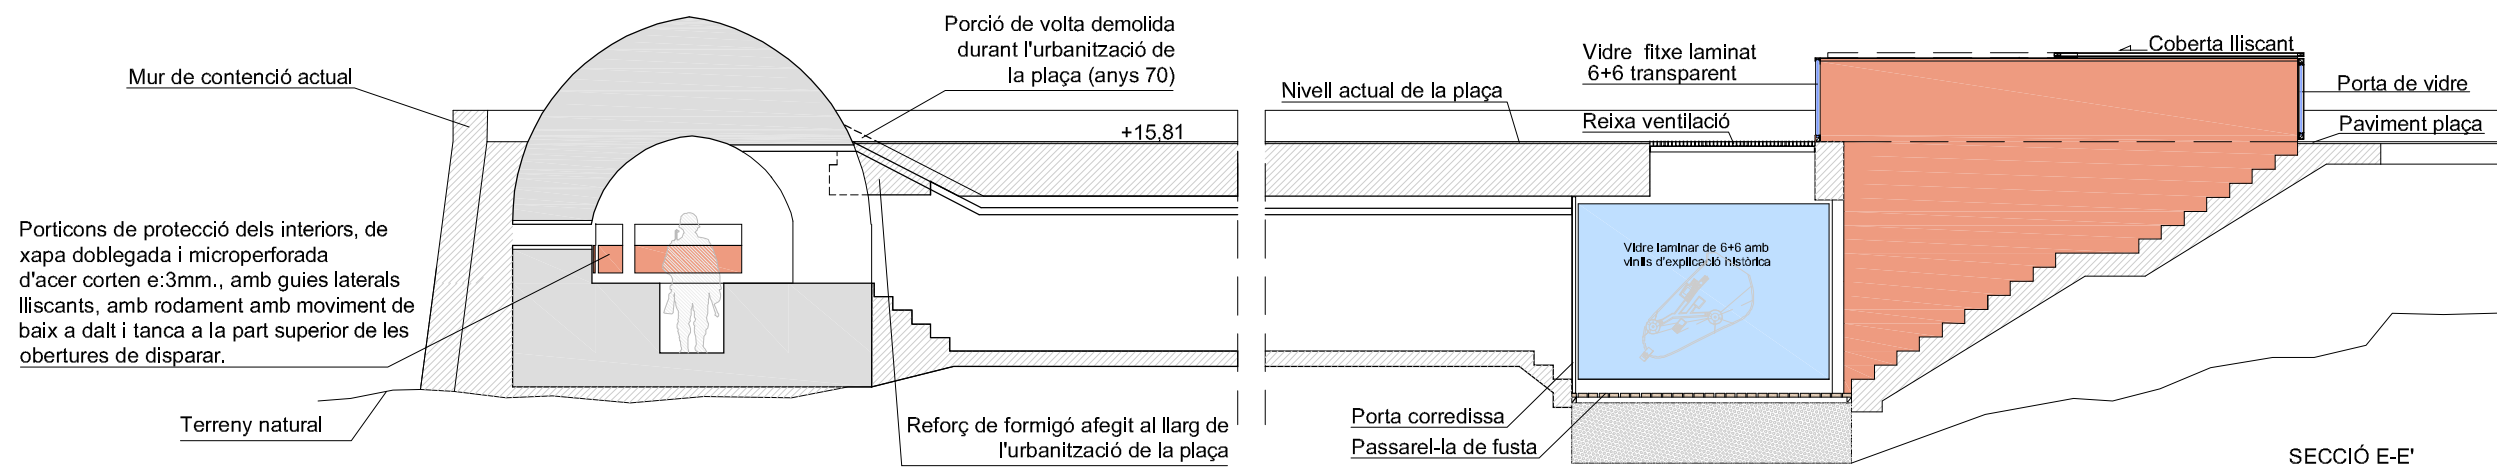 Mur de contenció actual
Porció de volta demolida
durant l'urbanització de
la plaça (anys 70)
+15,81
Nivell actual de la plaça
Vidre fitxe laminat
6+6 transparent
Reixa ventilació
Coberta lliscant
Porta de vidre
Paviment plaça
Porticons de protecció dels interiors, de
xapa doblegada i microperforada
d'acer corten e:3mm., amb guies laterals
lliscants, amb rodament amb moviment de
baix a dalt i tanca a la part superior de les
obertures de disparar.
Vidre laminar de 6+6 amb
vinils d'explicació històrica
Terreny natural
Reforç de formigó afegit al llarg de
l'urbanització de la plaça
Porta corredissa
Passarel-la de fusta
SECCIÓ E-E'